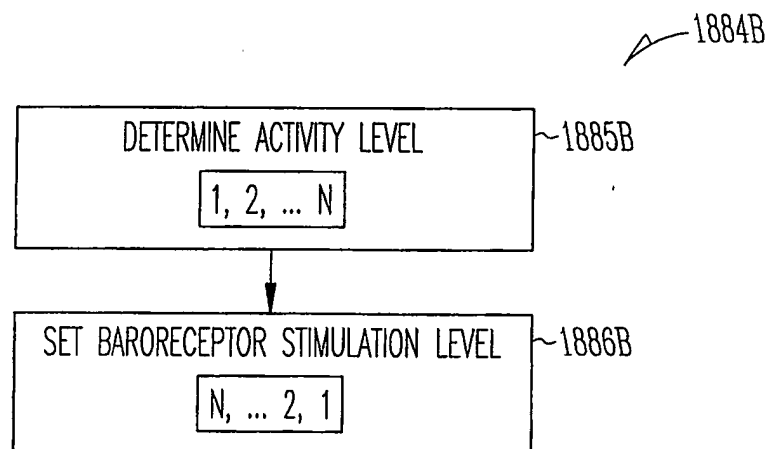 1884B
DETERMINE ACTIVITY LEVEL
1885B
1, 2, ... N
SET BARORECEPTOR STIMULATION LEVEL
1886B
N, ... 2, 1